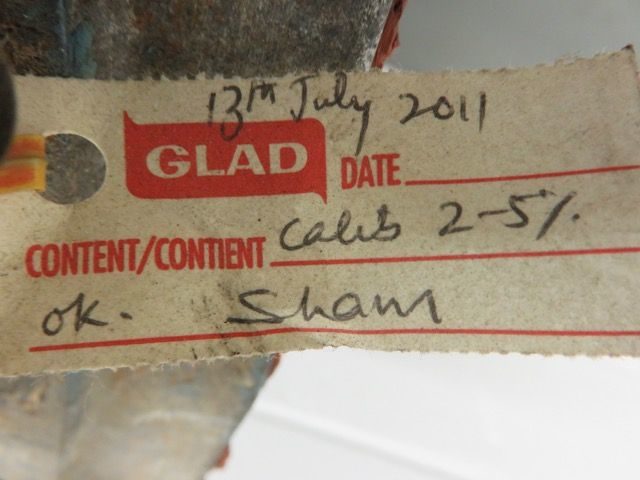 13th July 2011
GLAD DATE
CONTENT/CONTIENT Calib 2-5%.
ok. Sham